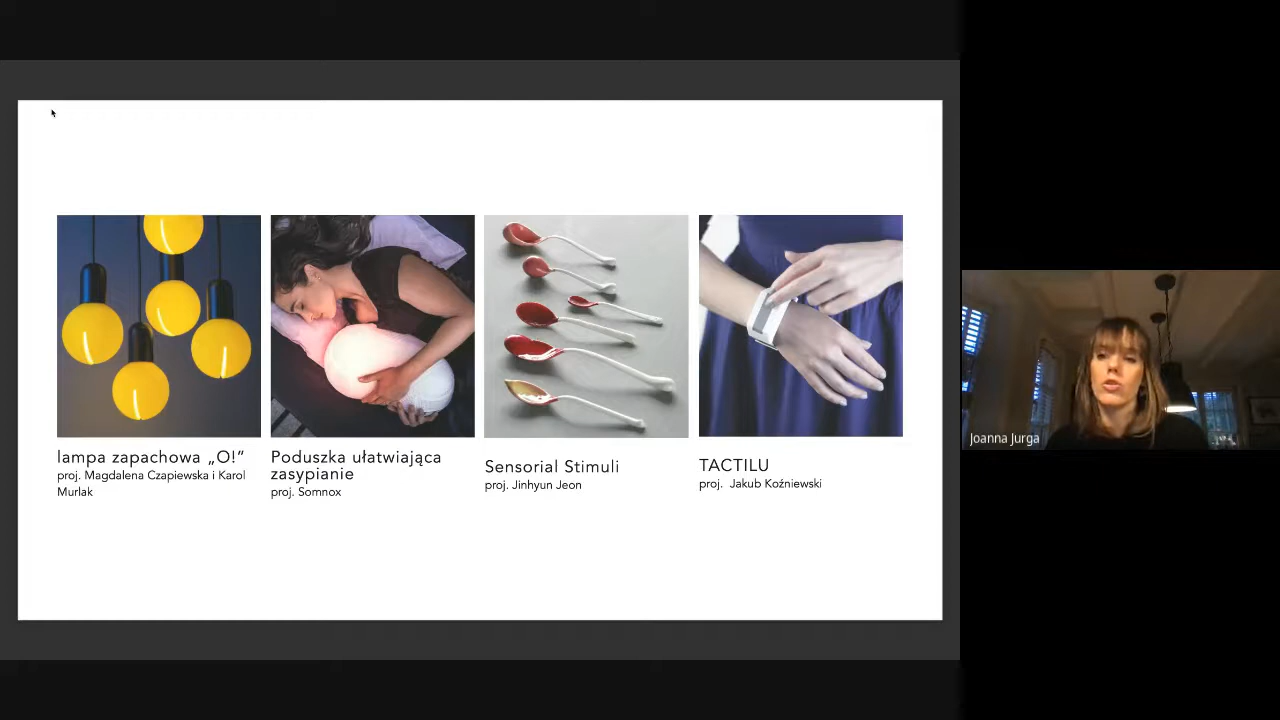 lampa zapachowa „O!”
proj. Magdalena Czapiewska i Karol
Murlak
Poduszka ułatwiająca
zasypianie
proj. Somnox
Sensorial Stimuli
proj. Jinhyun Jeon
TACTILU
proj. Jakub Koźniewski
Joanna Jurga